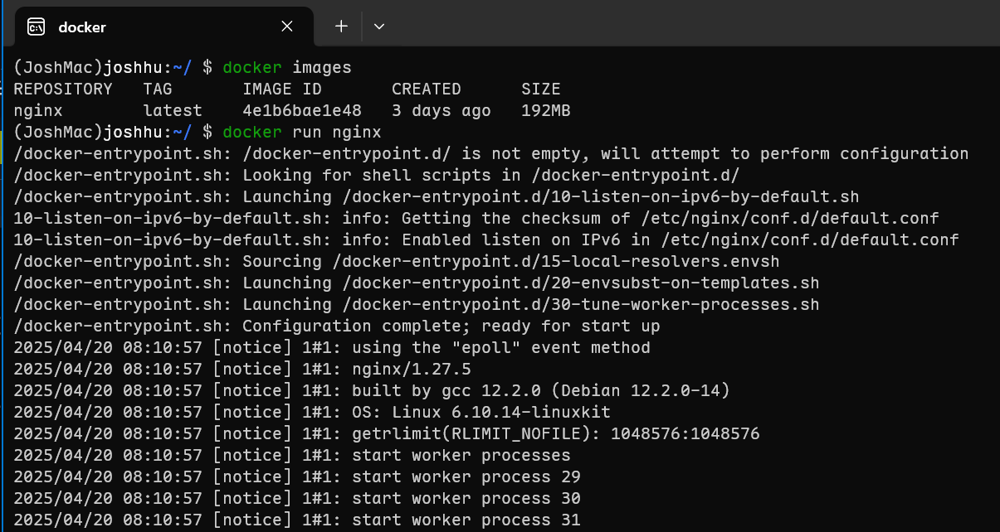 docker
(JoshMac)joshhu:~/ $ docker images
REPOSITORY   TAG       IMAGE ID       CREATED      SIZE
nginx        latest    4e1b6bae1e48   3 days ago   192MB
(JoshMac)joshhu:~/ $ docker run nginx
/docker-entrypoint.sh: /docker-entrypoint.d/ is not empty, will attempt to perform configuration
/docker-entrypoint.sh: Looking for shell scripts in /docker-entrypoint.d/
/docker-entrypoint.sh: Launching /docker-entrypoint.d/10-listen-on-ipv6-by-default.sh
10-listen-on-ipv6-by-default.sh: info: Getting the checksum of /etc/nginx/conf.d/default.conf
10-listen-on-ipv6-by-default.sh: info: Enabled listen on IPv6 in /etc/nginx/conf.d/default.conf
/docker-entrypoint.sh: Sourcing /docker-entrypoint.d/15-local-resolvers.envsh
/docker-entrypoint.sh: Launching /docker-entrypoint.d/20-envsubst-on-templates.sh
/docker-entrypoint.sh: Launching /docker-entrypoint.d/30-tune-worker-processes.sh
/docker-entrypoint.sh: Configuration complete; ready for start up
2025/04/20 08:10:57 [notice] 1#1: using the "epoll" event method
2025/04/20 08:10:57 [notice] 1#1: nginx/1.27.5
2025/04/20 08:10:57 [notice] 1#1: built by gcc 12.2.0 (Debian 12.2.0-14)
2025/04/20 08:10:57 [notice] 1#1: OS: Linux 6.10.14-linuxkit
2025/04/20 08:10:57 [notice] 1#1: getrlimit(RLIMIT_NOFILE): 1048576:1048576
2025/04/20 08:10:57 [notice] 1#1: start worker processes
2025/04/20 08:10:57 [notice] 1#1: start worker process 29
2025/04/20 08:10:57 [notice] 1#1: start worker process 30
2025/04/20 08:10:57 [notice] 1#1: start worker process 31